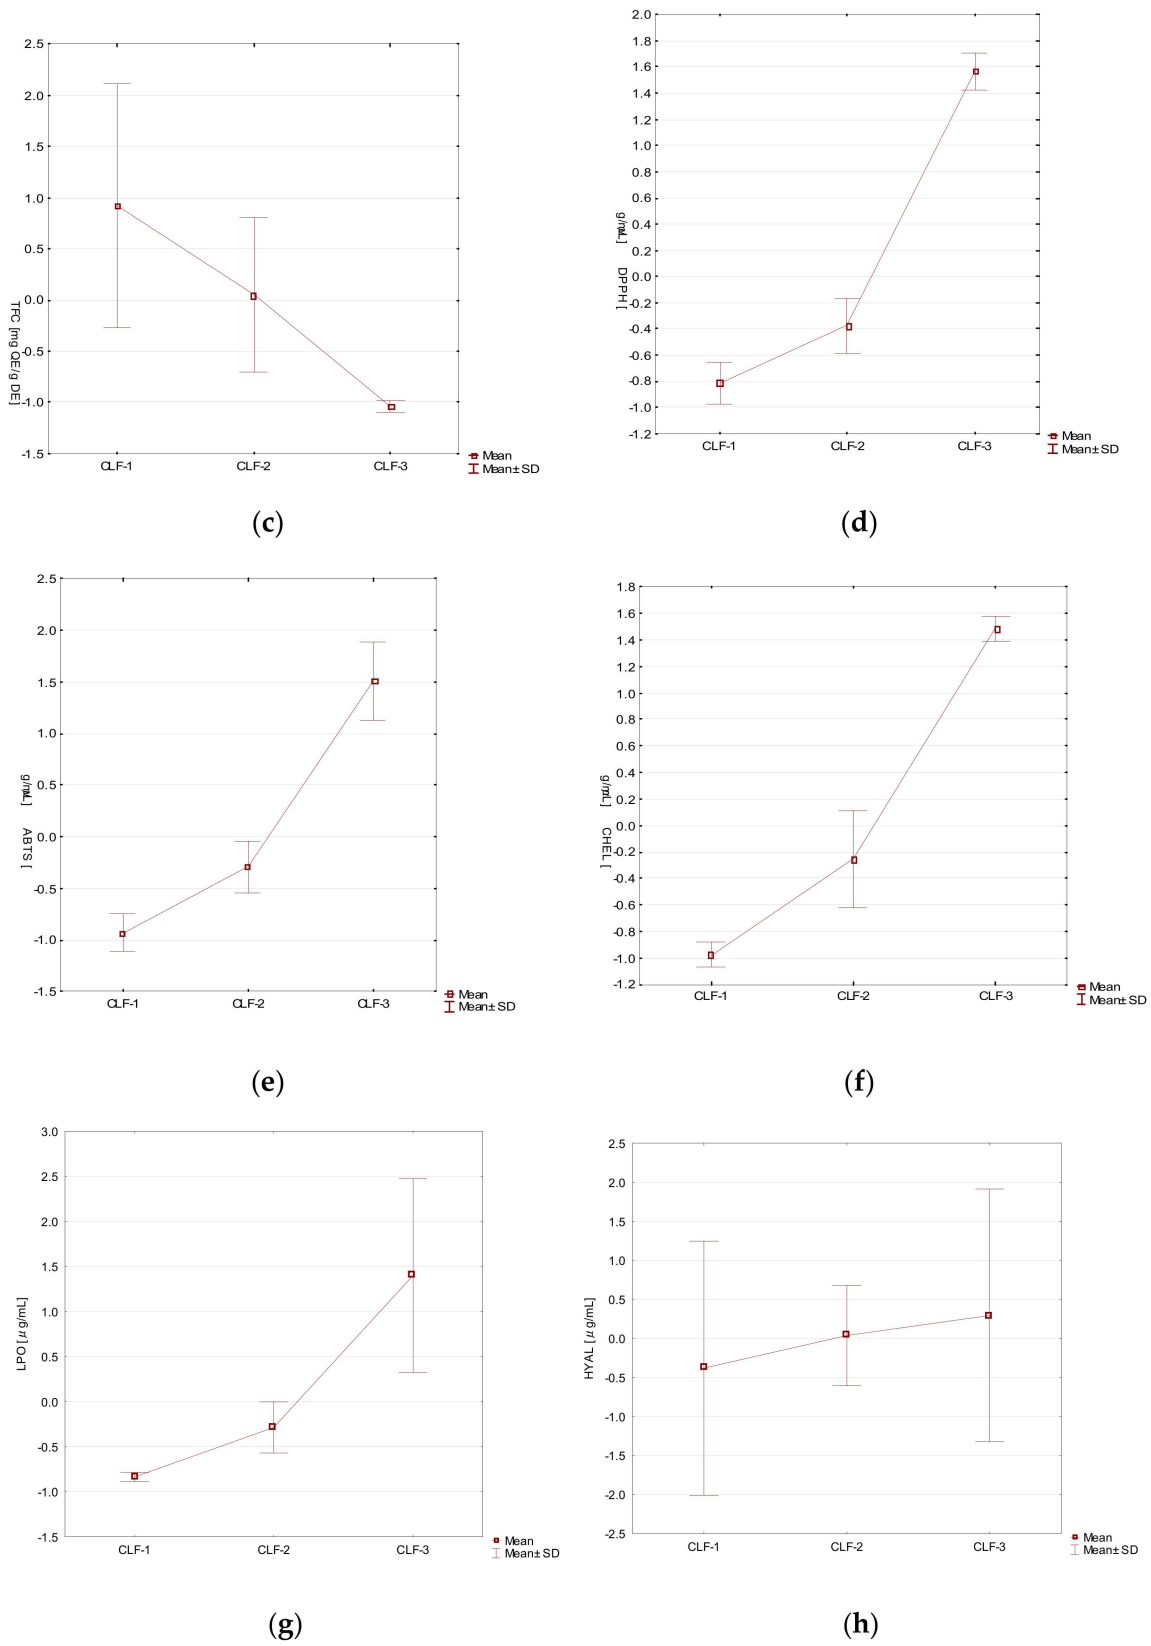 2.5
2.0
1.5
1.0
0.5
0.0
-0.5
-1.0
-1.5
TFC [mg QE/g DE]
CLF-1 CLF-2 CLF-3
Mean
Mean±SD
(c)
2.0
1.8
1.6
1.4
1.2
1.0
0.8
0.6
0.4
0.2
0.0
-0.2
-0.4
-0.6
-0.8
-1.0
-1.2
DPPH [ g/mL]
CLF-1 CLF-2 CLF-3
Mean
Mean±SD
(d)
2.5
2.0
1.5
1.0
0.5
0.0
-0.5
-1.0
-1.5
ABTS [ g/mL]
CLF-1 CLF-2 CLF-3
Mean
Mean±SD
(e)
1.8
1.6
1.4
1.2
1.0
0.8
0.6
0.4
0.2
0.0
-0.2
-0.4
-0.6
-0.8
-1.0
-1.2
CHEL [ g/mL]
CLF-1 CLF-2 CLF-3
Mean
Mean±SD
(f)
3.0
2.5
2.0
1.5
1.0
0.5
0.0
-0.5
-1.0
-1.5
LPO [μg/mL]
CLF-1 CLF-2 CLF-3
Mean
Mean±SD
(g)
2.5
2.0
1.5
1.0
0.5
0.0
-0.5
-1.0
-1.5
-2.0
-2.5
HYAL [μg/mL]
CLF-1 CLF-2 CLF-3
Mean
Mean±SD
(h)